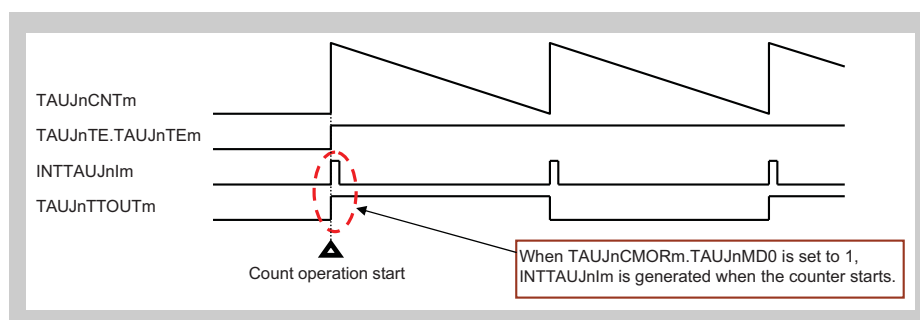 TAUJnCNTm
TAUJnTE.TAUJnTEm
INTTAUJnIm
TAUJnTTOUTm
Count operation start
When TAUJnCMORm.TAUJnMD0 is set to 1,
INTTAUJnIm is generated when the counter starts.